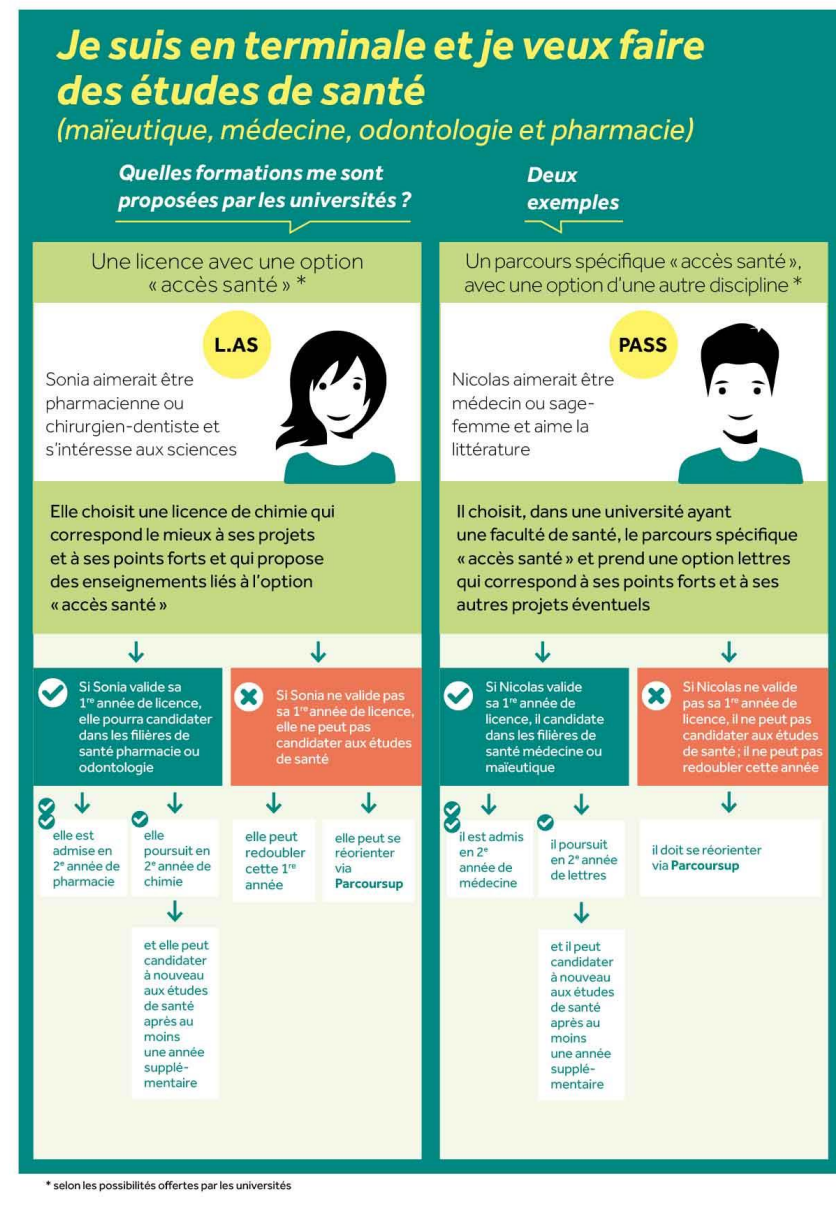 Je suis en terminale et je veux faire
des études de santé
(maïeutique, médecine, odontologie et pharmacie)
Quelles formations me sont
proposées par les universités ?
Deux
exemples
Une licence avec une option
« accès santé » *
L.AS
Sonia aimerait être
pharmacienne ou
chirurgien-dentiste et
s'intéresse aux sciences
Elle choisit une licence de chimie qui
correspond le mieux à ses projets
et à ses points forts et qui propose
des enseignements liés à l'option
« accès santé »
Si Sonia valide sa
1re année de licence,
elle pourra candidater
dans les filières de
santé pharmacie ou
odontologie
Si Sonia ne valide pas
sa 1re année de licence,
elle ne peut pas
candidater aux études
de santé
elle est
admise en
2e année de
pharmacie
elle
poursuit en
2e année de
chimie
elle peut
redoubler
cette 1re
année
elle peut se
réorienter
via
Parcoursup
et elle peut
candidater
à nouveau
aux études
de santé
après au
moins
une année
supplé-
mentaire
Un parcours spécifique « accès santé »,
avec une option d'une autre discipline *
PASS
Nicolas aimerait être
médecin ou sage-
femme et aime la
littérature
Il choisit, dans une université ayant
une faculté de santé, le parcours spécifique
« accès santé » et prend une option lettres
qui correspond à ses points forts et à ses
autres projets éventuels
Si Nicolas valide
sa 1re année de
licence, il candidate
dans les filières de
santé médecine ou
maïeutique
Si Nicolas ne valide
pas sa 1re année de
licence, il ne peut pas
candidater aux études
de santé ; il ne peut pas
redoubler cette année
il est admis
en 2e
année de
médecine
il poursuit
en 2e année
de lettres
il doit se réorienter
via Parcoursup
et il peut
candidater
à nouveau
aux études
de santé
après au
moins
une année
supplé-
mentaire
* selon les possibilités offertes par les universités